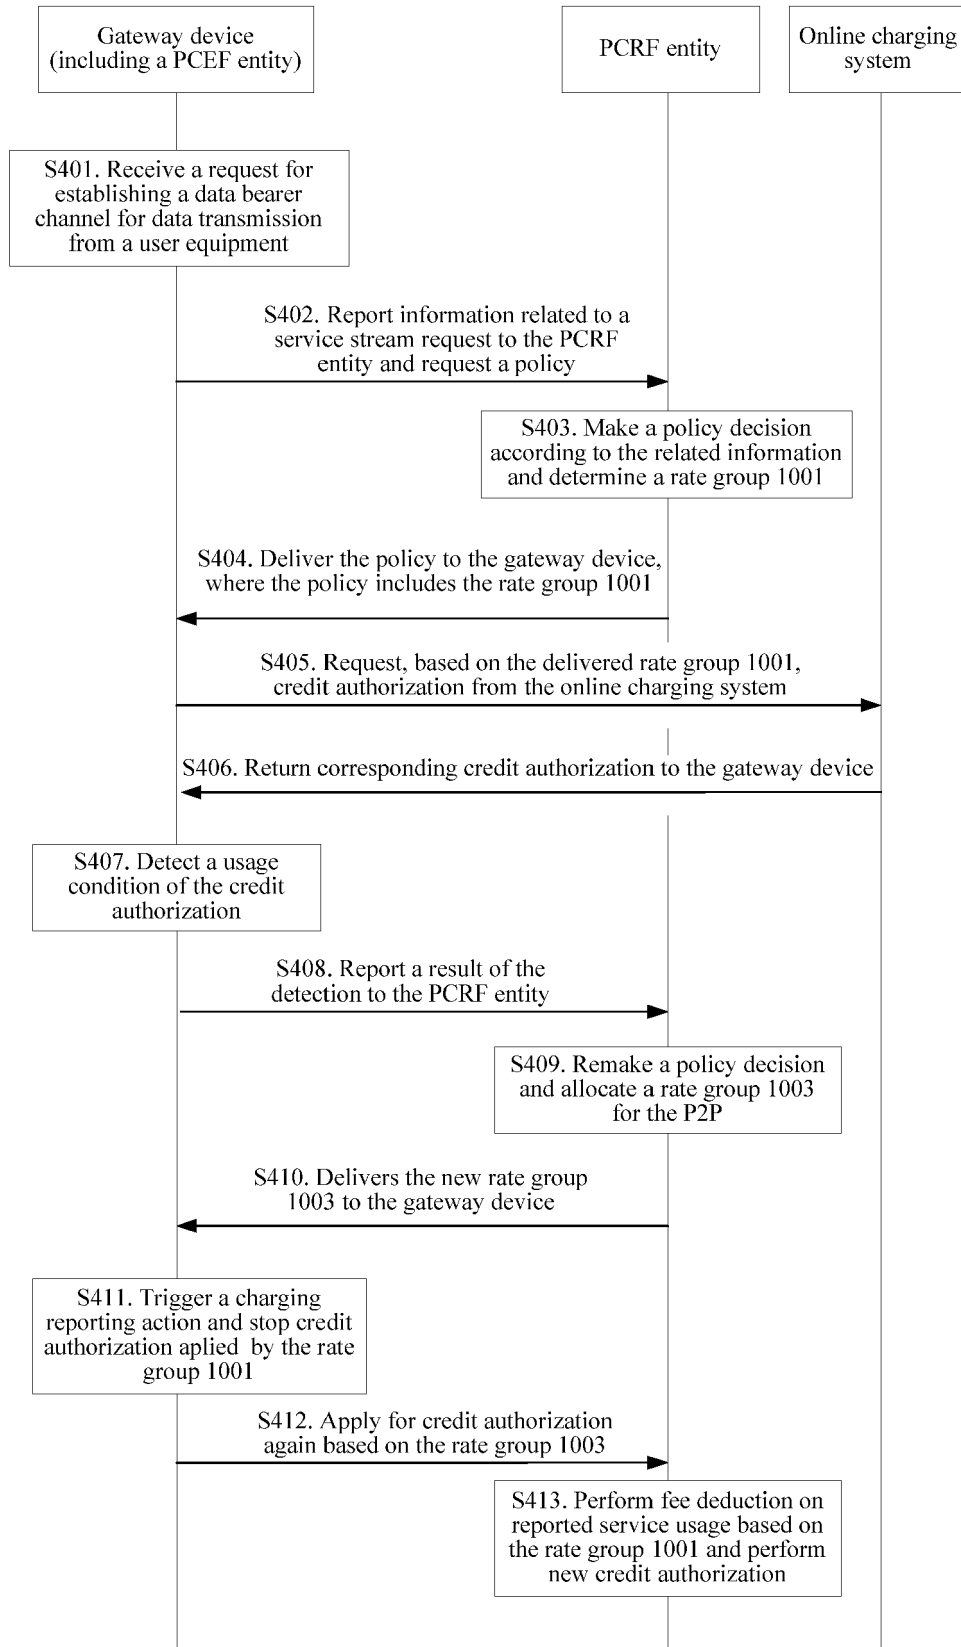 Gateway device
(including a PCEF entity)
PCRF entity
Online charging
system
S401. Receive a request for
establishing a data bearer
channel for data transmission
from a user equipment
S402. Report information related to a
service stream request to the PCRF
entity and request a policy
S403. Make a policy decision
according to the related information
and determine a rate group 1001
S404. Deliver the policy to the gateway device,
where the policy includes the rate group 1001
S405. Request, based on the delivered rate group 1001,
credit authorization from the online charging system
S406. Return corresponding credit authorization to the gateway device
S407. Detect a usage
condition of the credit
authorization
S408. Report a result of the
detection to the PCRF entity
S409. Remake a policy decision
and allocate a rate group 1003
for the P2P
S410. Delivers the new rate group
1003 to the gateway device
S411. Trigger a charging
reporting action and stop credit
authorization aplied by the rate
group 1001
S412. Apply for credit authorization
again based on the rate group 1003
S413. Perform fee deduction on
reported service usage based on
the rate group 1001 and perform
new credit authorization